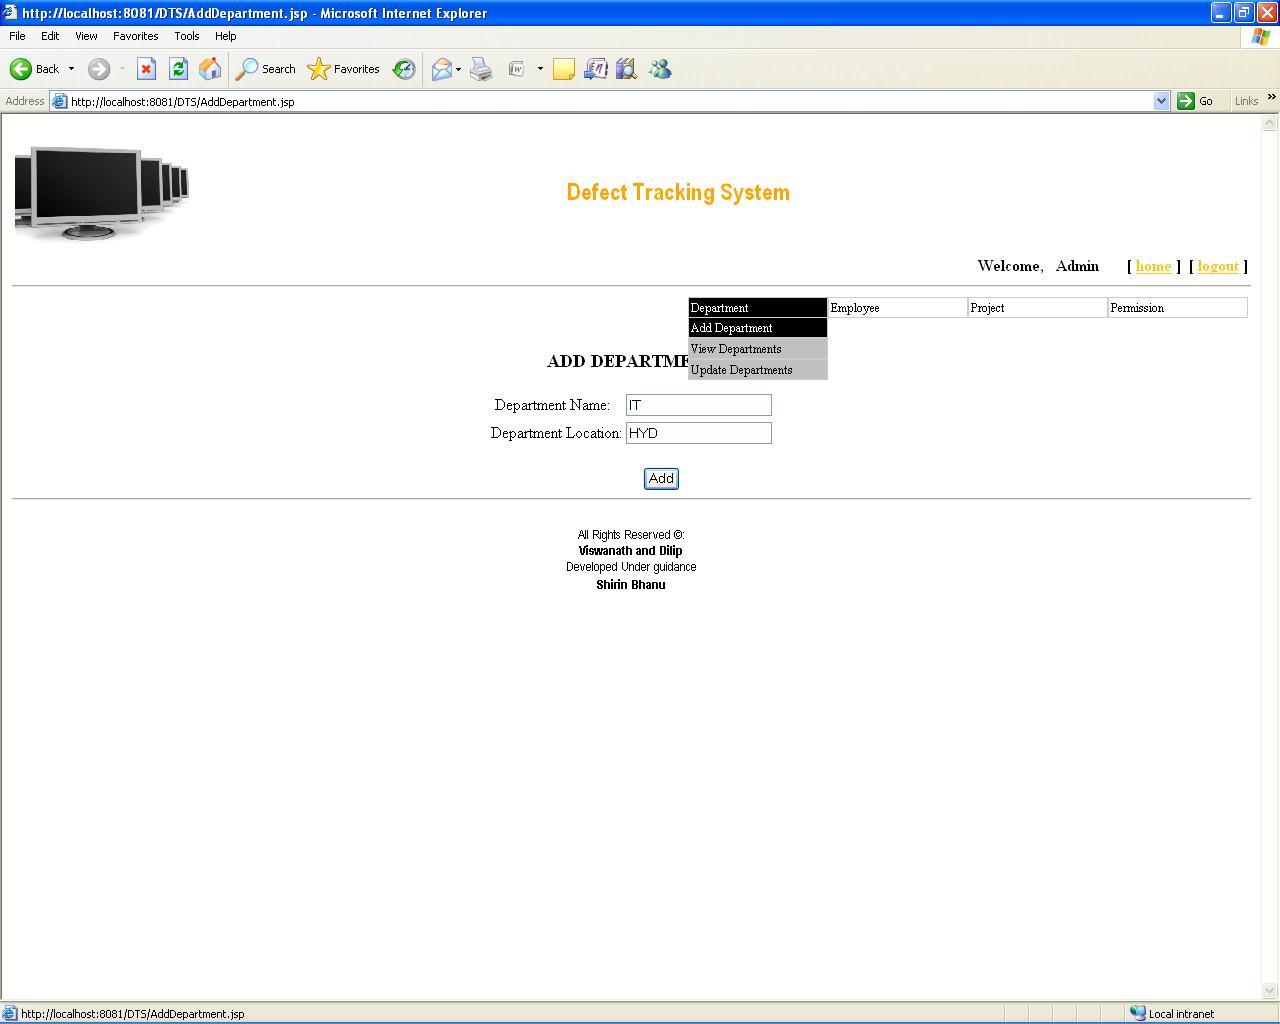 http://localhost:8081/DTS/AddDepartment.jsp - Microsoft Internet Explorer
File Edit View Favorites Tools Help
Back Search Favorites
Address http://localhost:8081/DTS/AddDepartment.jsp Go Links »
Defect Tracking System
Welcome, Admin [ home ] [ logout ]
Department Employee Project Permission
Add Department
View Departments
ADD DEPARTME
Update Departments
Department Name: IT
Department Location: HYD
Add
All Rights Reserved ©:
Viswanath and Dilip
Developed Under guidance
Shirin Bhanu
http://localhost:8081/DTS/AddDepartment.jsp Local intranet